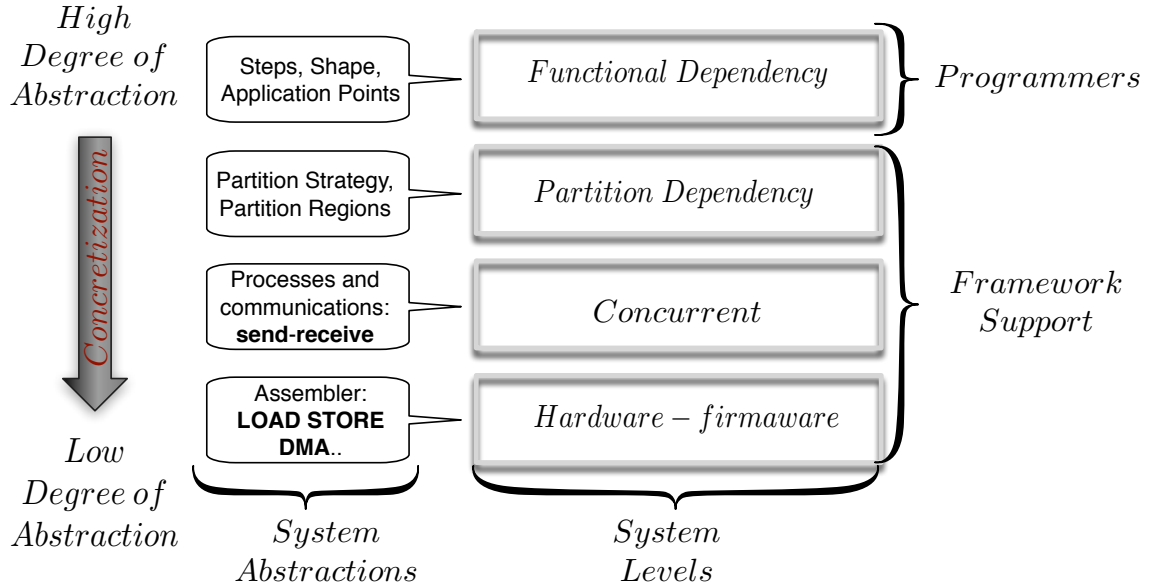 High
Degree of
Abstraction
Concretization
Low
Degree of
Abstraction
Steps, Shape,
Application Points
Functional Dependency
Programmers
Partition Strategy,
Partition Regions
Partition Dependency
Processes and
communications:
send-receive
Concurrent
Framework
Support
Assembler:
LOAD STORE
DMA..
Hardware – firmaware
System
Abstractions
System
Levels